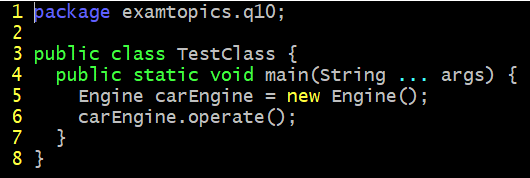 1 package examtopics.q10;
2
3 public class TestClass {
4   public static void main(String ... args) {
5     Engine carEngine = new Engine();
6     carEngine.operate();
7   }
8 }